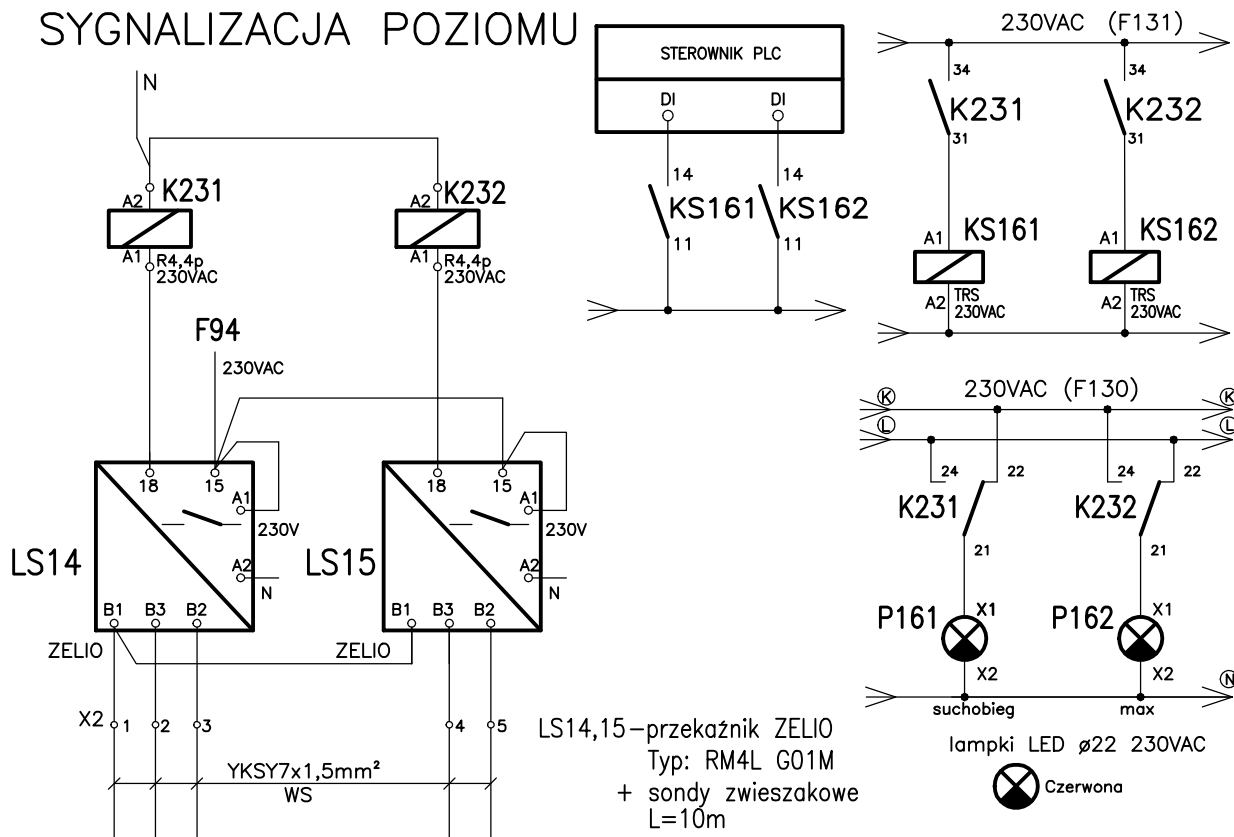 SYGNALIZACJA POZIOMU
N
A2 K231
A1 R4,4p
230VAC
A2 K232
A1 R4,4p
230VAC
F94
230VAC
18 15
A1
230V
A2
N
LS14
B1 B3 B2
ZELIO
18 15
A1
230V
A2
N
LS15
B1 B3 B2
ZELIO
X2 1 2 3 4 5
YKSY7x1,5mm²
WS
STEROWNIK PLC
DI DI
14 14
KS161 KS162
11 11
230VAC (F131)
34 34
K231 K232
31 31
A1 KS161 A1 KS162
A2 TRS A2 TRS
230VAC 230VAC
K 230VAC (F130) K
L L
24 22 24 22
K231 K232
21 21
P161 X1 P162 X1
X2 X2
N
suchobieg max
lampki LED ø22 230VAC
Czerwona
LS14,15-przekaźnik ZELIO
Typ: RM4L G01M
+ sondy zwieszakowe
L=10m